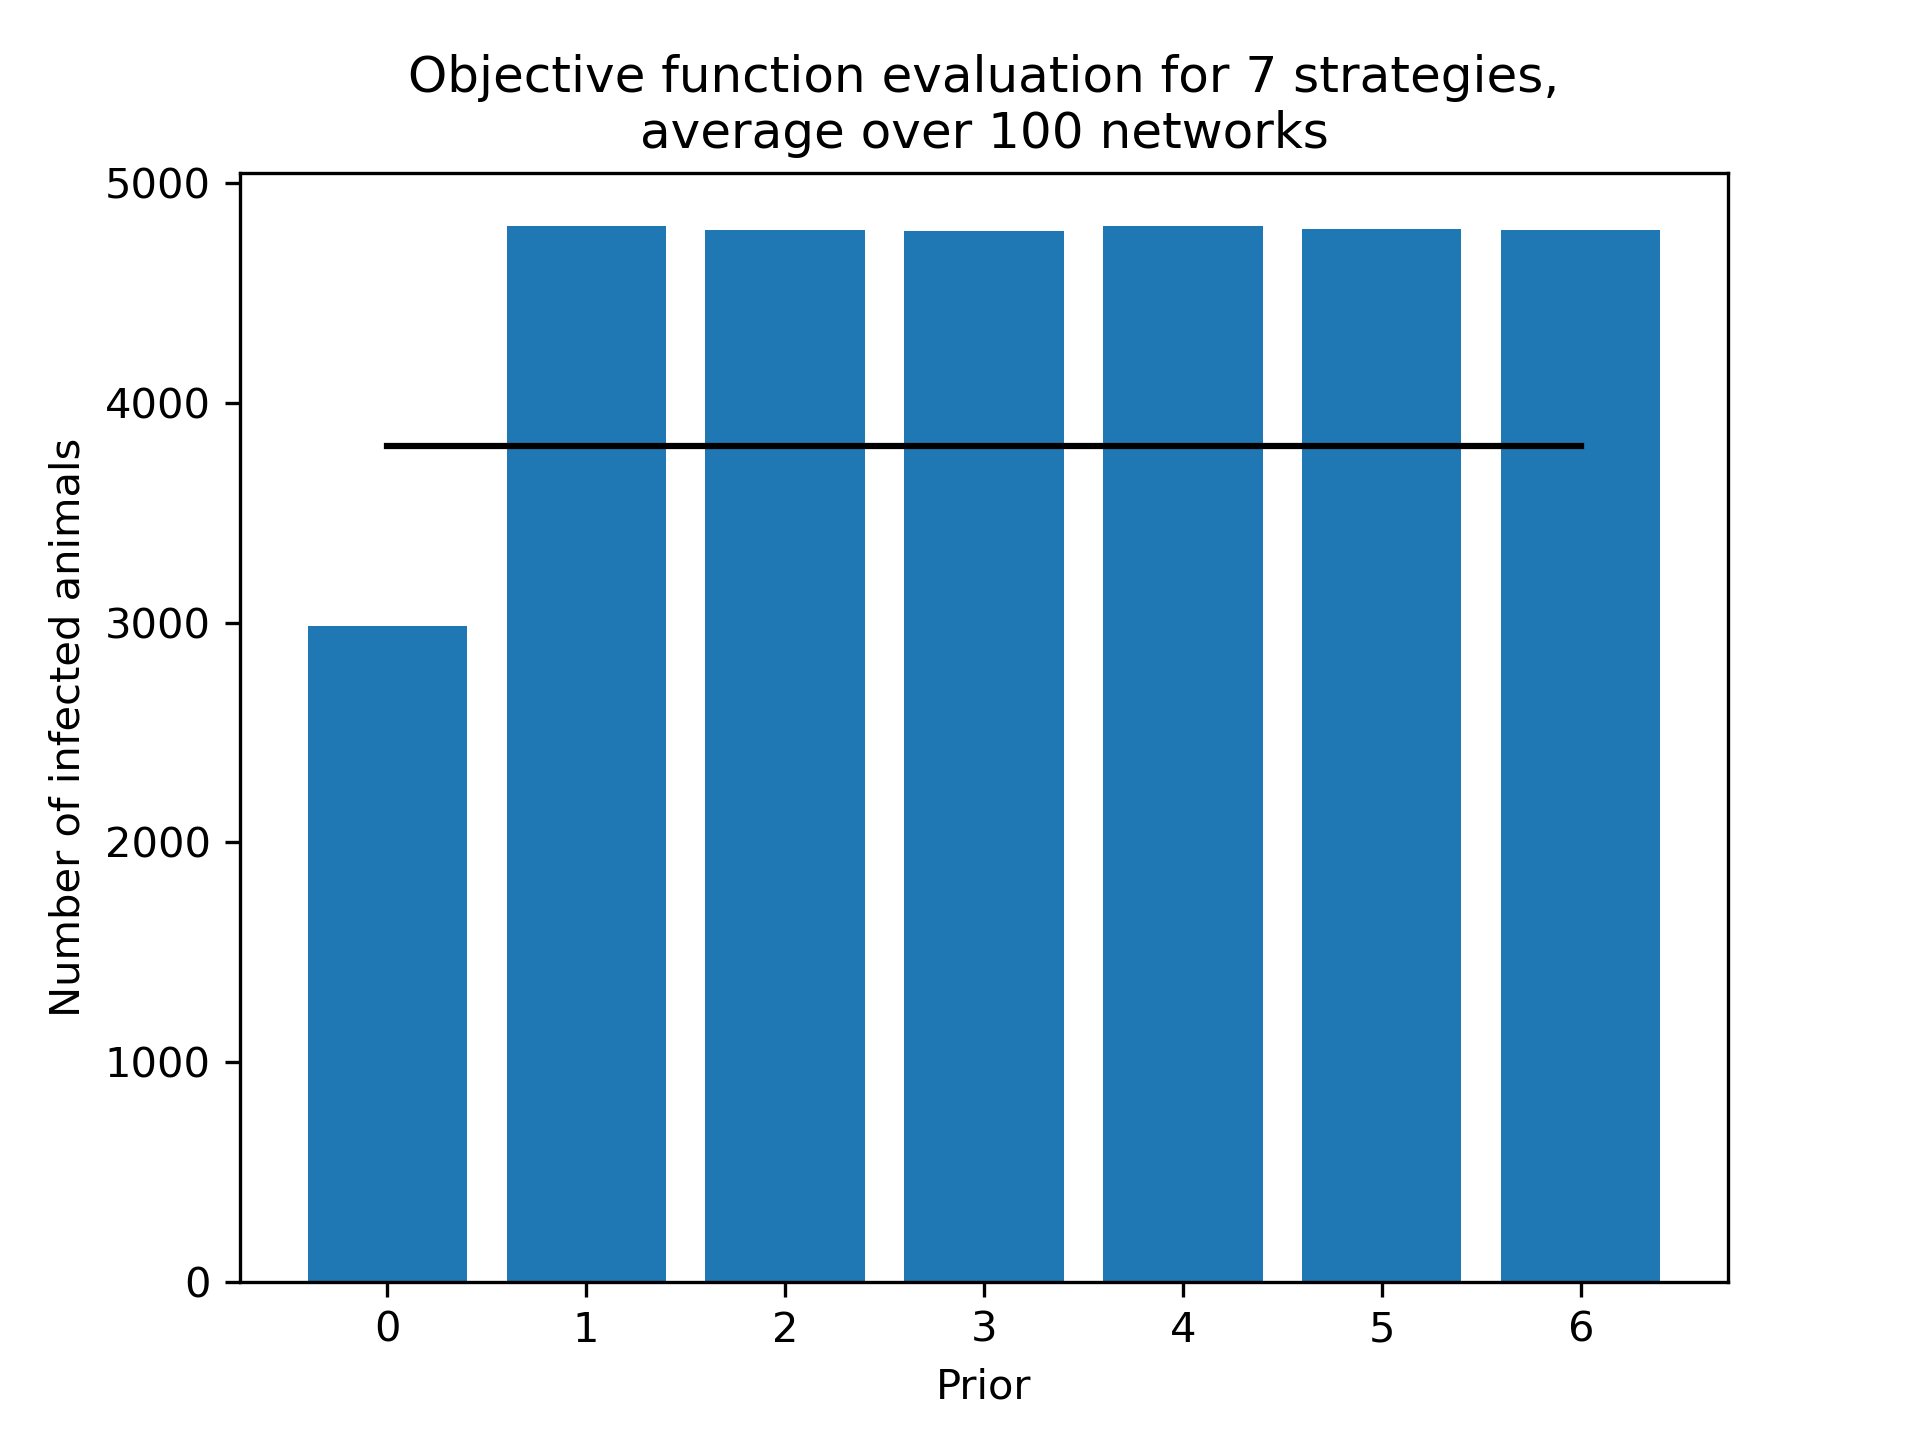 Objective function evaluation for 7 strategies,
average over 100 networks
5000
4000
3000
2000
1000
0
Number of infected animals
0 1 2 3 4 5 6
Prior